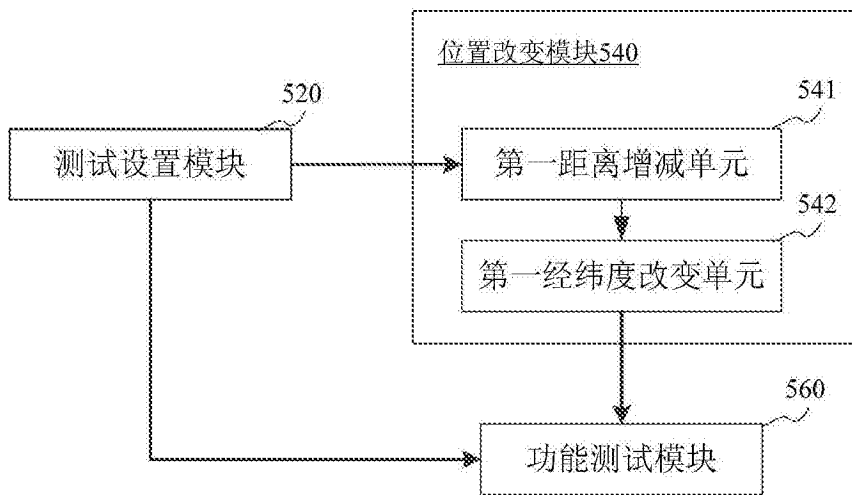 位置改变模块540
520
541
测试设置模块
第一距离增减单元
542
第一经纬度改变单元
560
功能测试模块